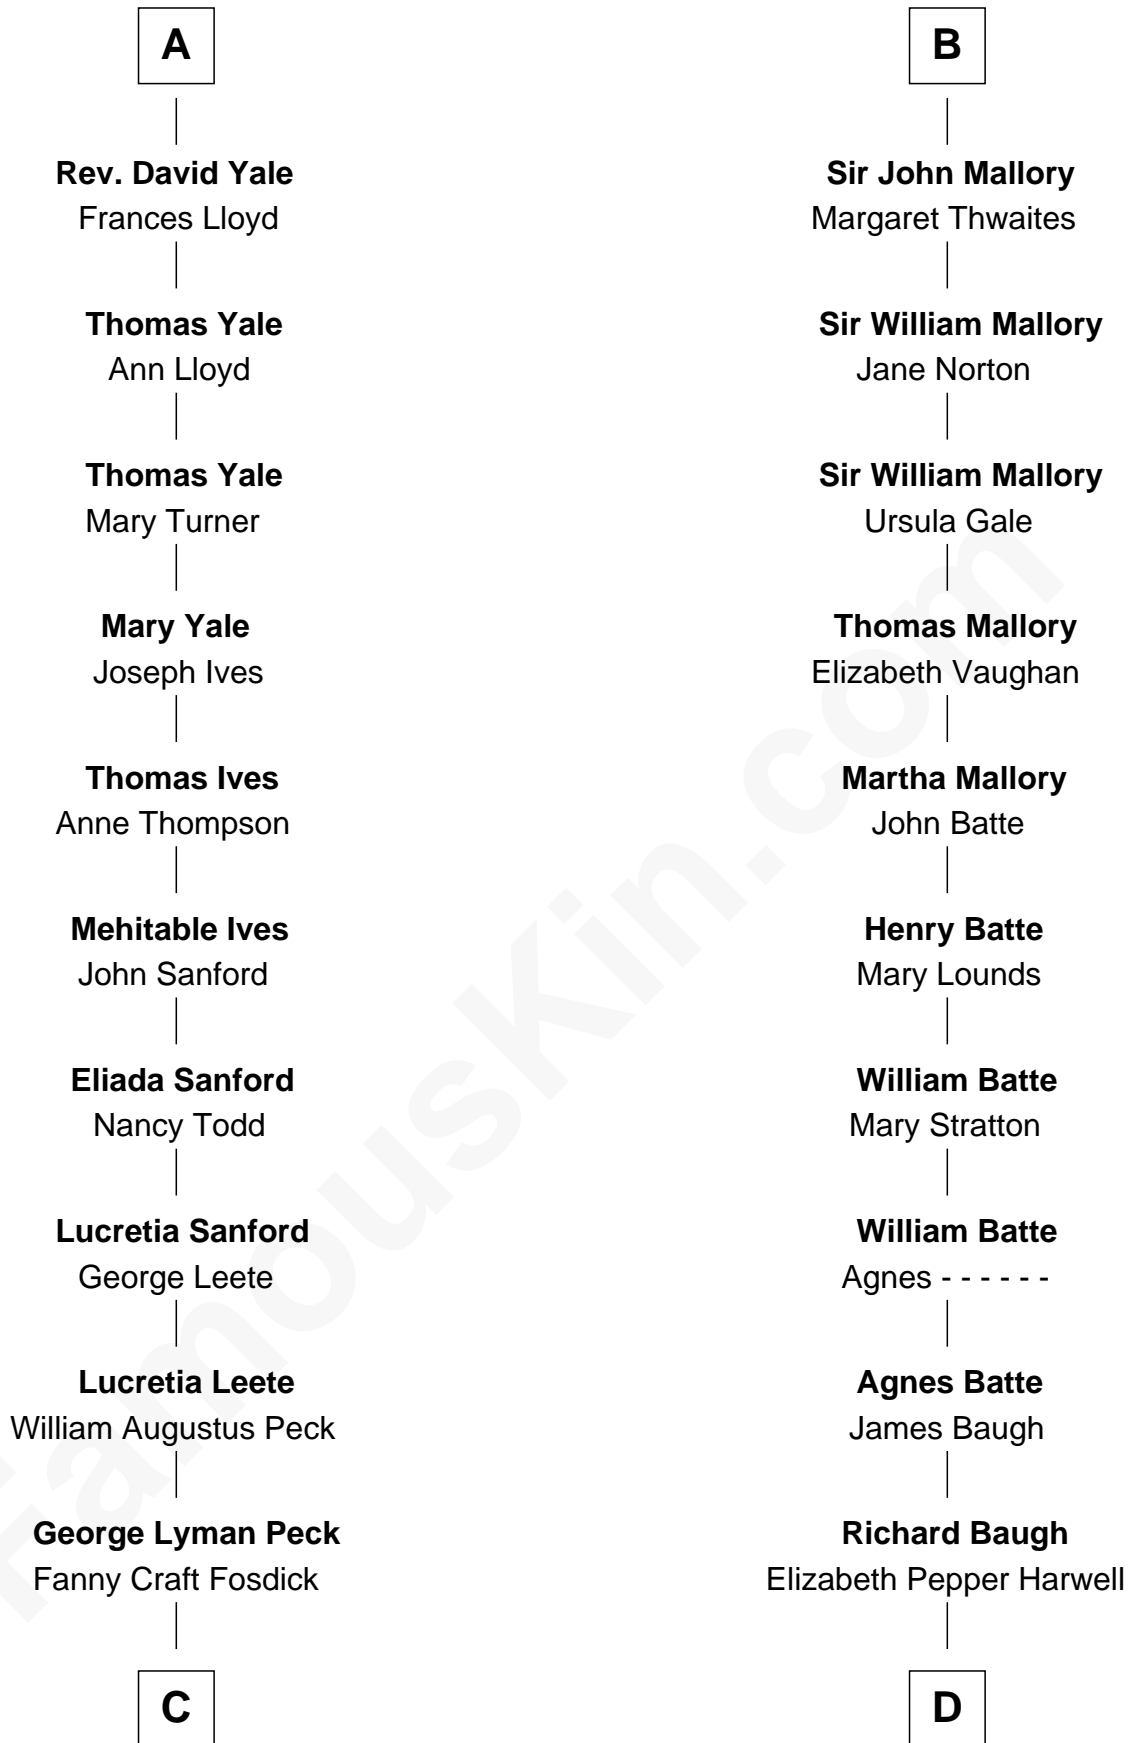 A
Rev. David Yale
Frances Lloyd
Thomas Yale
Ann Lloyd
Thomas Yale
Mary Turner
Mary Yale
Joseph Ives
Thomas Ives
Anne Thompson
Mehitable Ives
John Sanford
Eliada Sanford
Nancy Todd
Lucretia Sanford
George Leete
Lucretia Leete
William Augustus Peck
George Lyman Peck
Fanny Craft Fosdick
C
B
Sir John Mallory
Margaret Thwaites
Sir William Mallory
Jane Norton
Sir William Mallory
Ursula Gale
Thomas Mallory
Elizabeth Vaughan
Martha Mallory
John Batte
Henry Batte
Mary Lounds
William Batte
Mary Stratton
William Batte
Agnes - - - - - -
Agnes Batte
James Baugh
Richard Baugh
Elizabeth Pepper Harwell
D
FamousKin.com